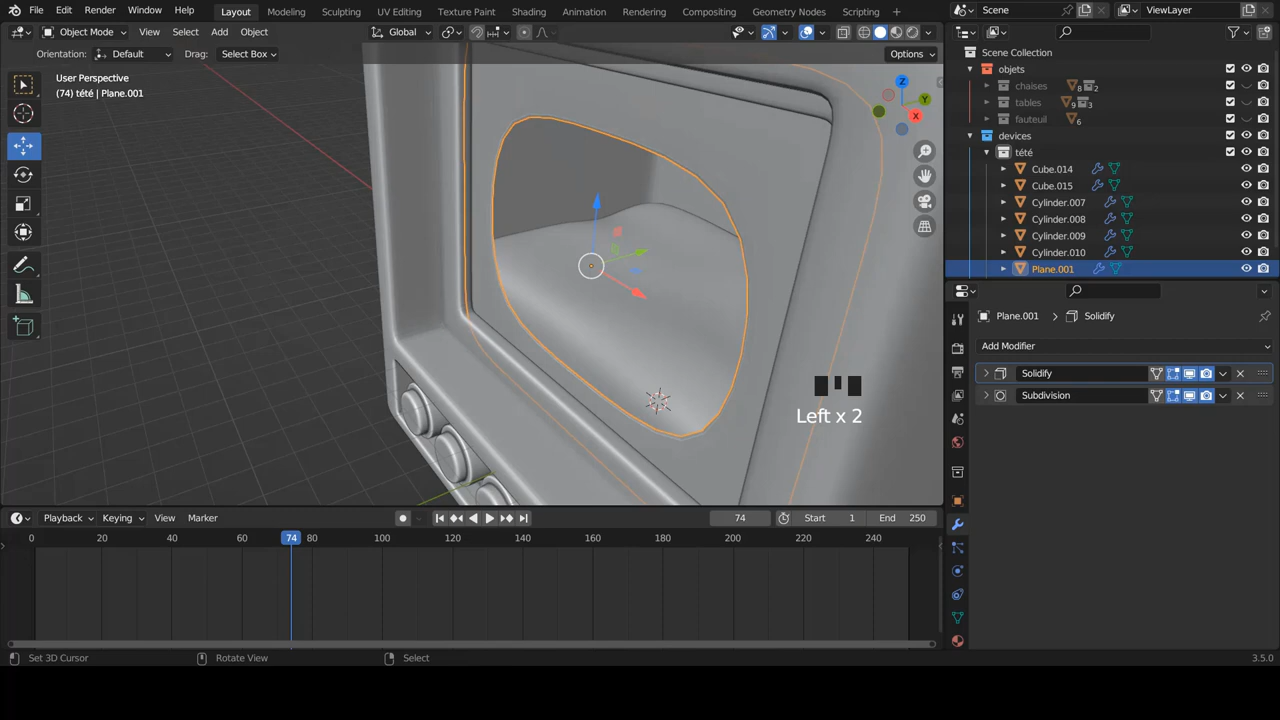 File Edit Render Window Help Layout Modeling Sculpting UV Editing Texture Paint Shading Animation Rendering Compositing Geometry Nodes Scripting + Scene ViewLayer
Object Mode View Select Add Object Global
Orientation: Default Drag: Select Box Options
User Perspective
(74) tété | Plane.001
Z
Y
X
Scene Collection
objets
chaises 8 2
tables 9 3
fauteuil 6
devices
tété
Cube.014
Cube.015
Cylinder.007
Cylinder.008
Cylinder.009
Cylinder.010
Plane.001
Plane.001 > Solidify
Add Modifier
Solidify
Subdivision
Left x 2
Playback Keying View Marker 74 Start 1 End 250
0 20 40 60 74 80 100 120 140 160 180 200 220 240
Set 3D Cursor Rotate View Select 3.5.0